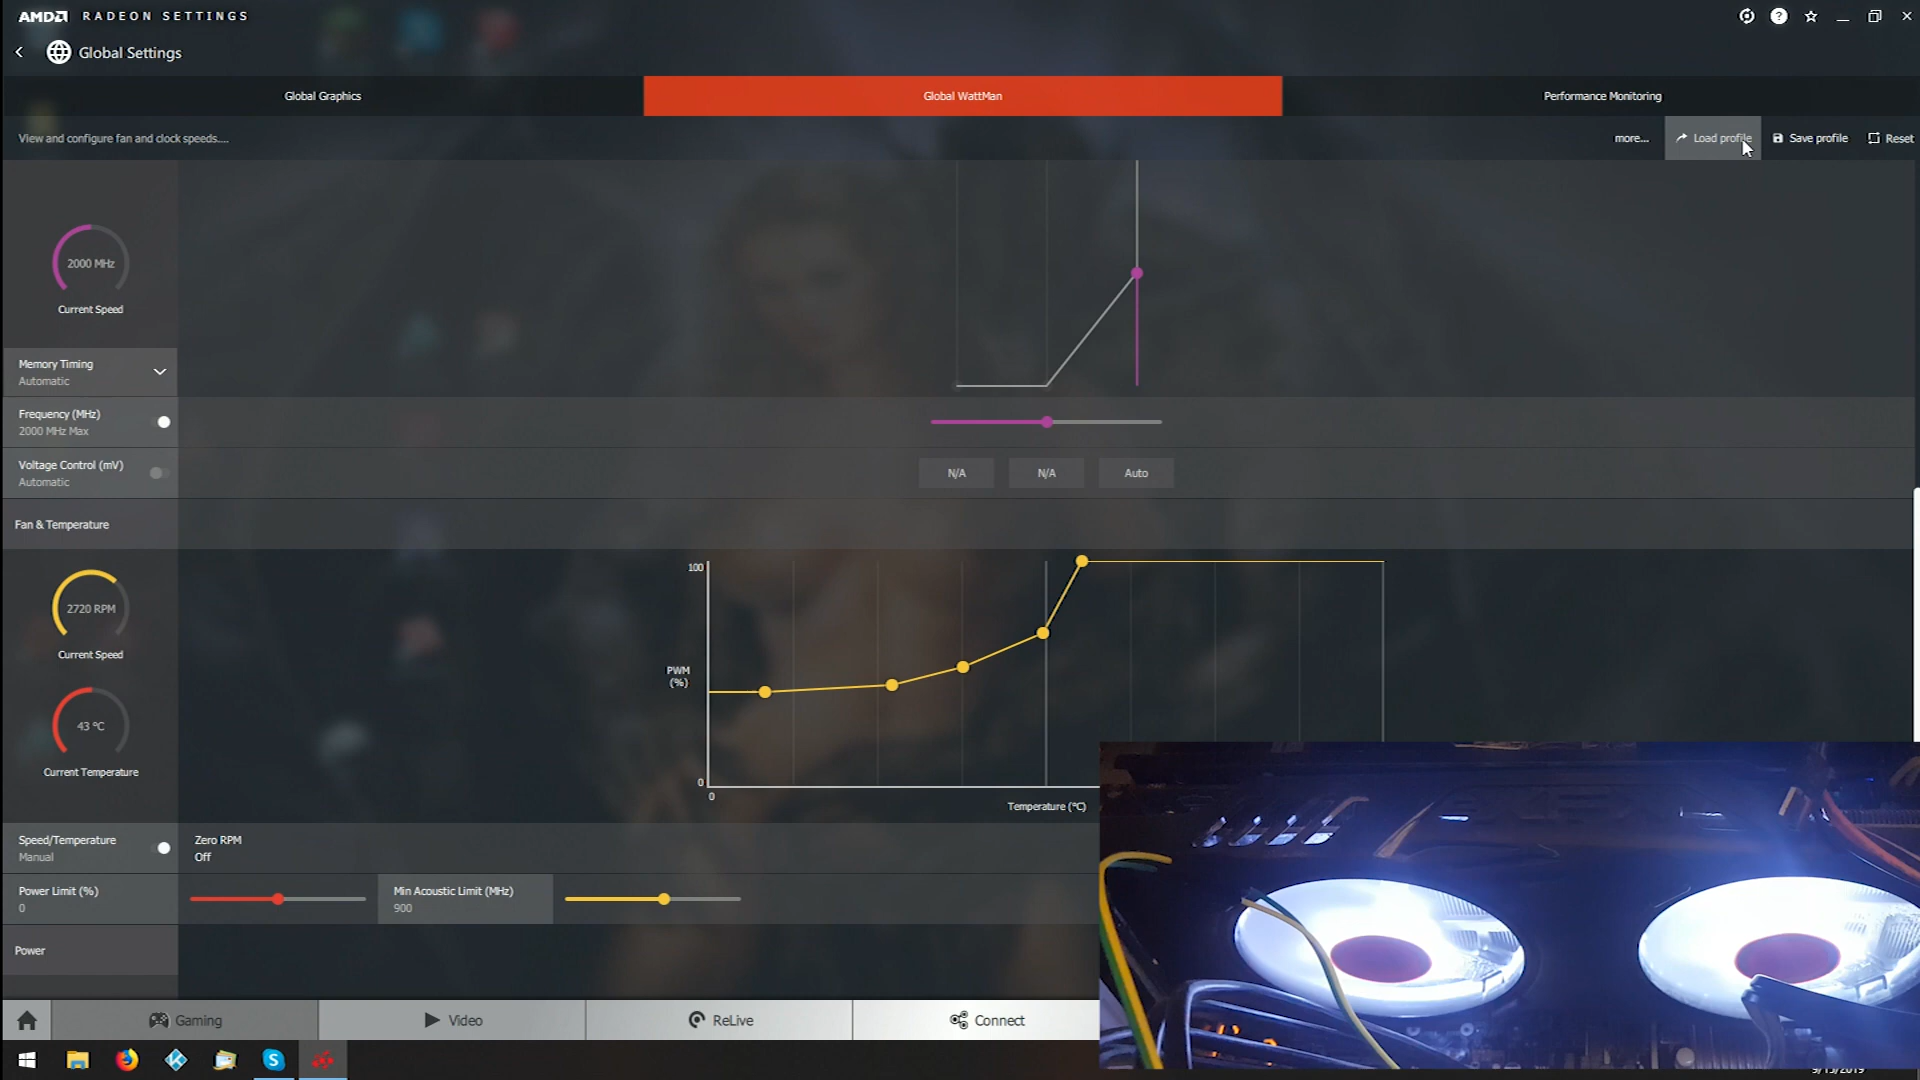 AMD RADEON SETTINGS
Global Settings
Global Graphics
Global WattMan
Performance Monitoring
View and configure fan and clock speeds....
more...
Load profile
Save profile
Reset
2000 MHz
Current Speed
Memory Timing
Automatic
Frequency (MHz)
2000 MHz Max
Voltage Control (mV)
Automatic
N/A
N/A
Auto
Fan & Temperature
2720 RPM
Current Speed
43 °C
Current Temperature
100
PWM
(%)
0
0
Temperature (°C)
Speed/Temperature
Manual
Zero RPM
Off
Power Limit (%)
0
Min Acoustic Limit (MHz)
900
Power
Gaming
Video
ReLive
Connect
9/15/2019